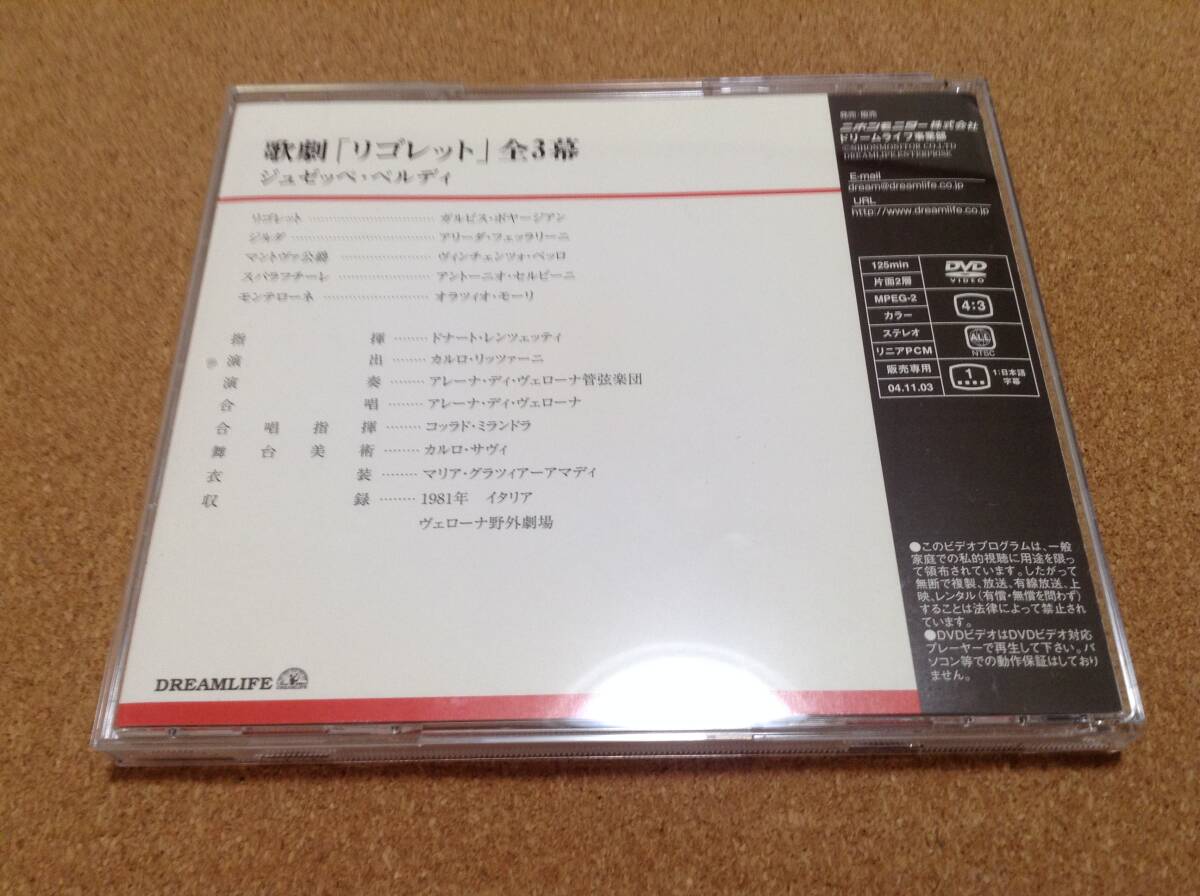 歌劇「リゴレット」全3幕
ジュゼッペ・ベルディ
リゴレット ……………………… ガルビス・ボヤージアン
ジルダ ……………………… アリーダ・フェッラリーニ
マントヴァ公爵 ……………… ヴィンチェンツォ・ベッロ
スパラフチーレ ……………… アントーニオ・セルビーニ
モンテローネ ……………… オラツィオ・モーリ
指揮 ……… ドナート・レンツェッティ
演出 ……… カルロ・リッツァーニ
演奏 ……… アレーナ・ディ・ヴェローナ管弦楽団
合唱 ……… アレーナ・ディ・ヴェローナ
合唱指揮 ……… コッラド・ミランドラ
舞台美術 ……… カルロ・サヴィ
衣装 ……… マリア・グラツィアーアマディ
収録 ……… 1981年 イタリア
ヴェローナ野外劇場
DREAMLIFE
発売・販売
ニホンモニター株式会社
ドリームライフ事業部
©NIHONMONITOR CO.LTD
DREAMLIFE ENTERPRISE
E-mail
dream@dreamlife.co.jp
URL
http://www.dreamlife.co.jp
125min
片面2層
MPEG-2
カラー
ステレオ
リニアPCM
販売専用
04.11.03
DVD
VIDEO
4:3
ALL
NTSC
1
1:日本語
字幕
●このビデオプログラムは、一般
家庭での私的視聴に用途を限っ
て頒布されています。したがって
無断で複製、放送、有線放送、上
映、レンタル(有償・無償を問わず)
することは法律によって禁止され
ています。
●DVDビデオはDVDビデオ対応
プレーヤーで再生して下さい。パ
ソコン等での動作保証はしており
ません。